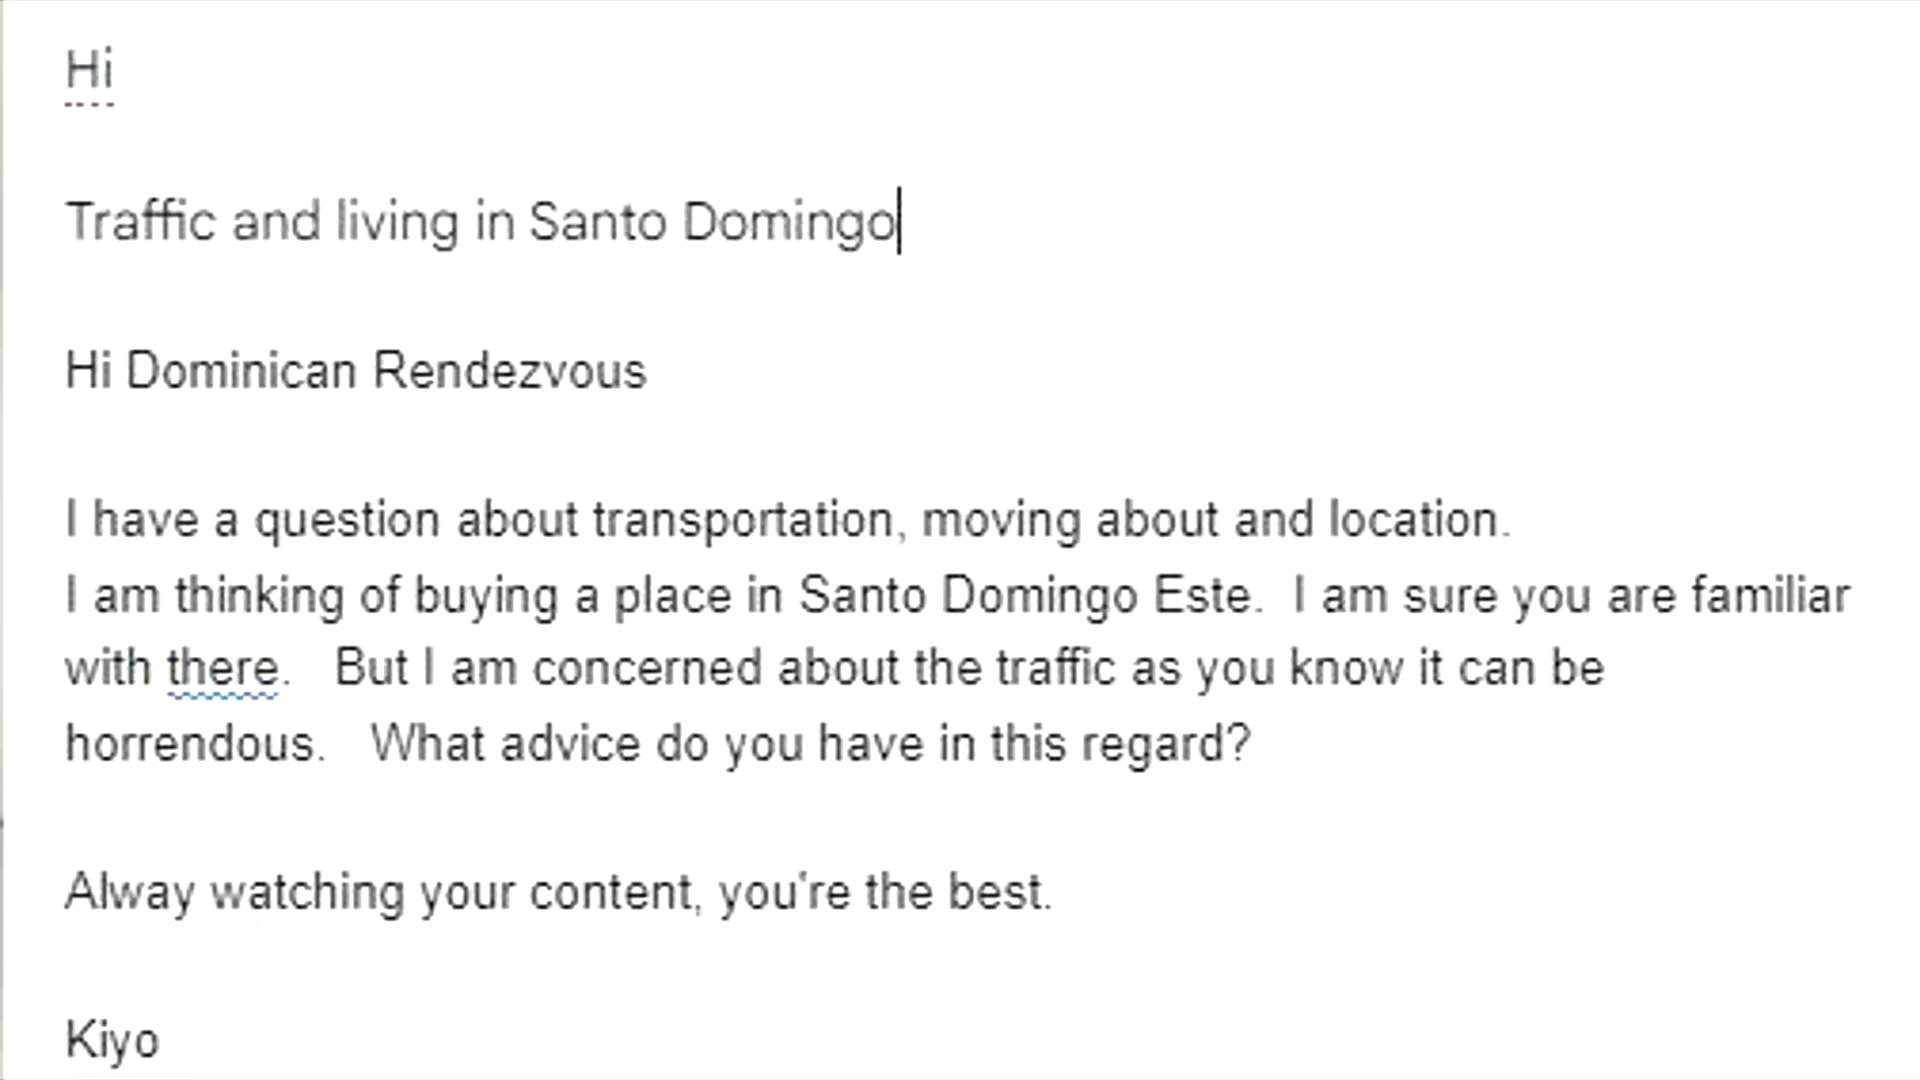 Hi
Traffic and living in Santo Domingo
Hi Dominican Rendezvous
I have a question about transportation, moving about and location.
I am thinking of buying a place in Santo Domingo Este.  I am sure you are familiar
with there.   But I am concerned about the traffic as you know it can be
horrendous.   What advice do you have in this regard?
Alway watching your content, you're the best.
Kiyo